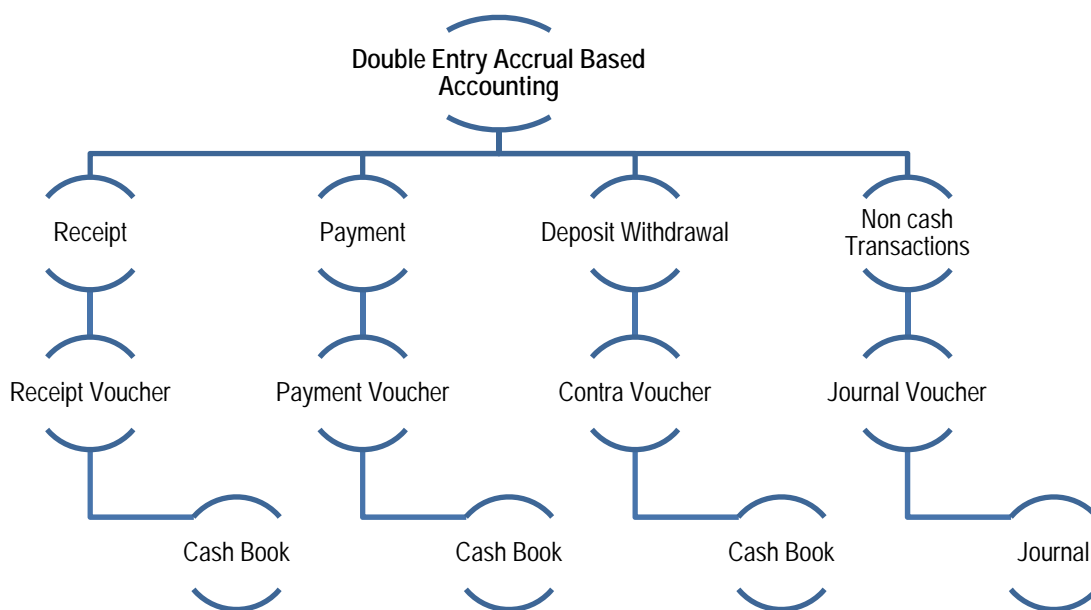 Double Entry Accrual Based
Accounting
Receipt
Payment
Deposit Withdrawal
Non cash
Transactions
Receipt Voucher
Payment Voucher
Contra Voucher
Journal Voucher
Cash Book
Cash Book
Cash Book
Journal